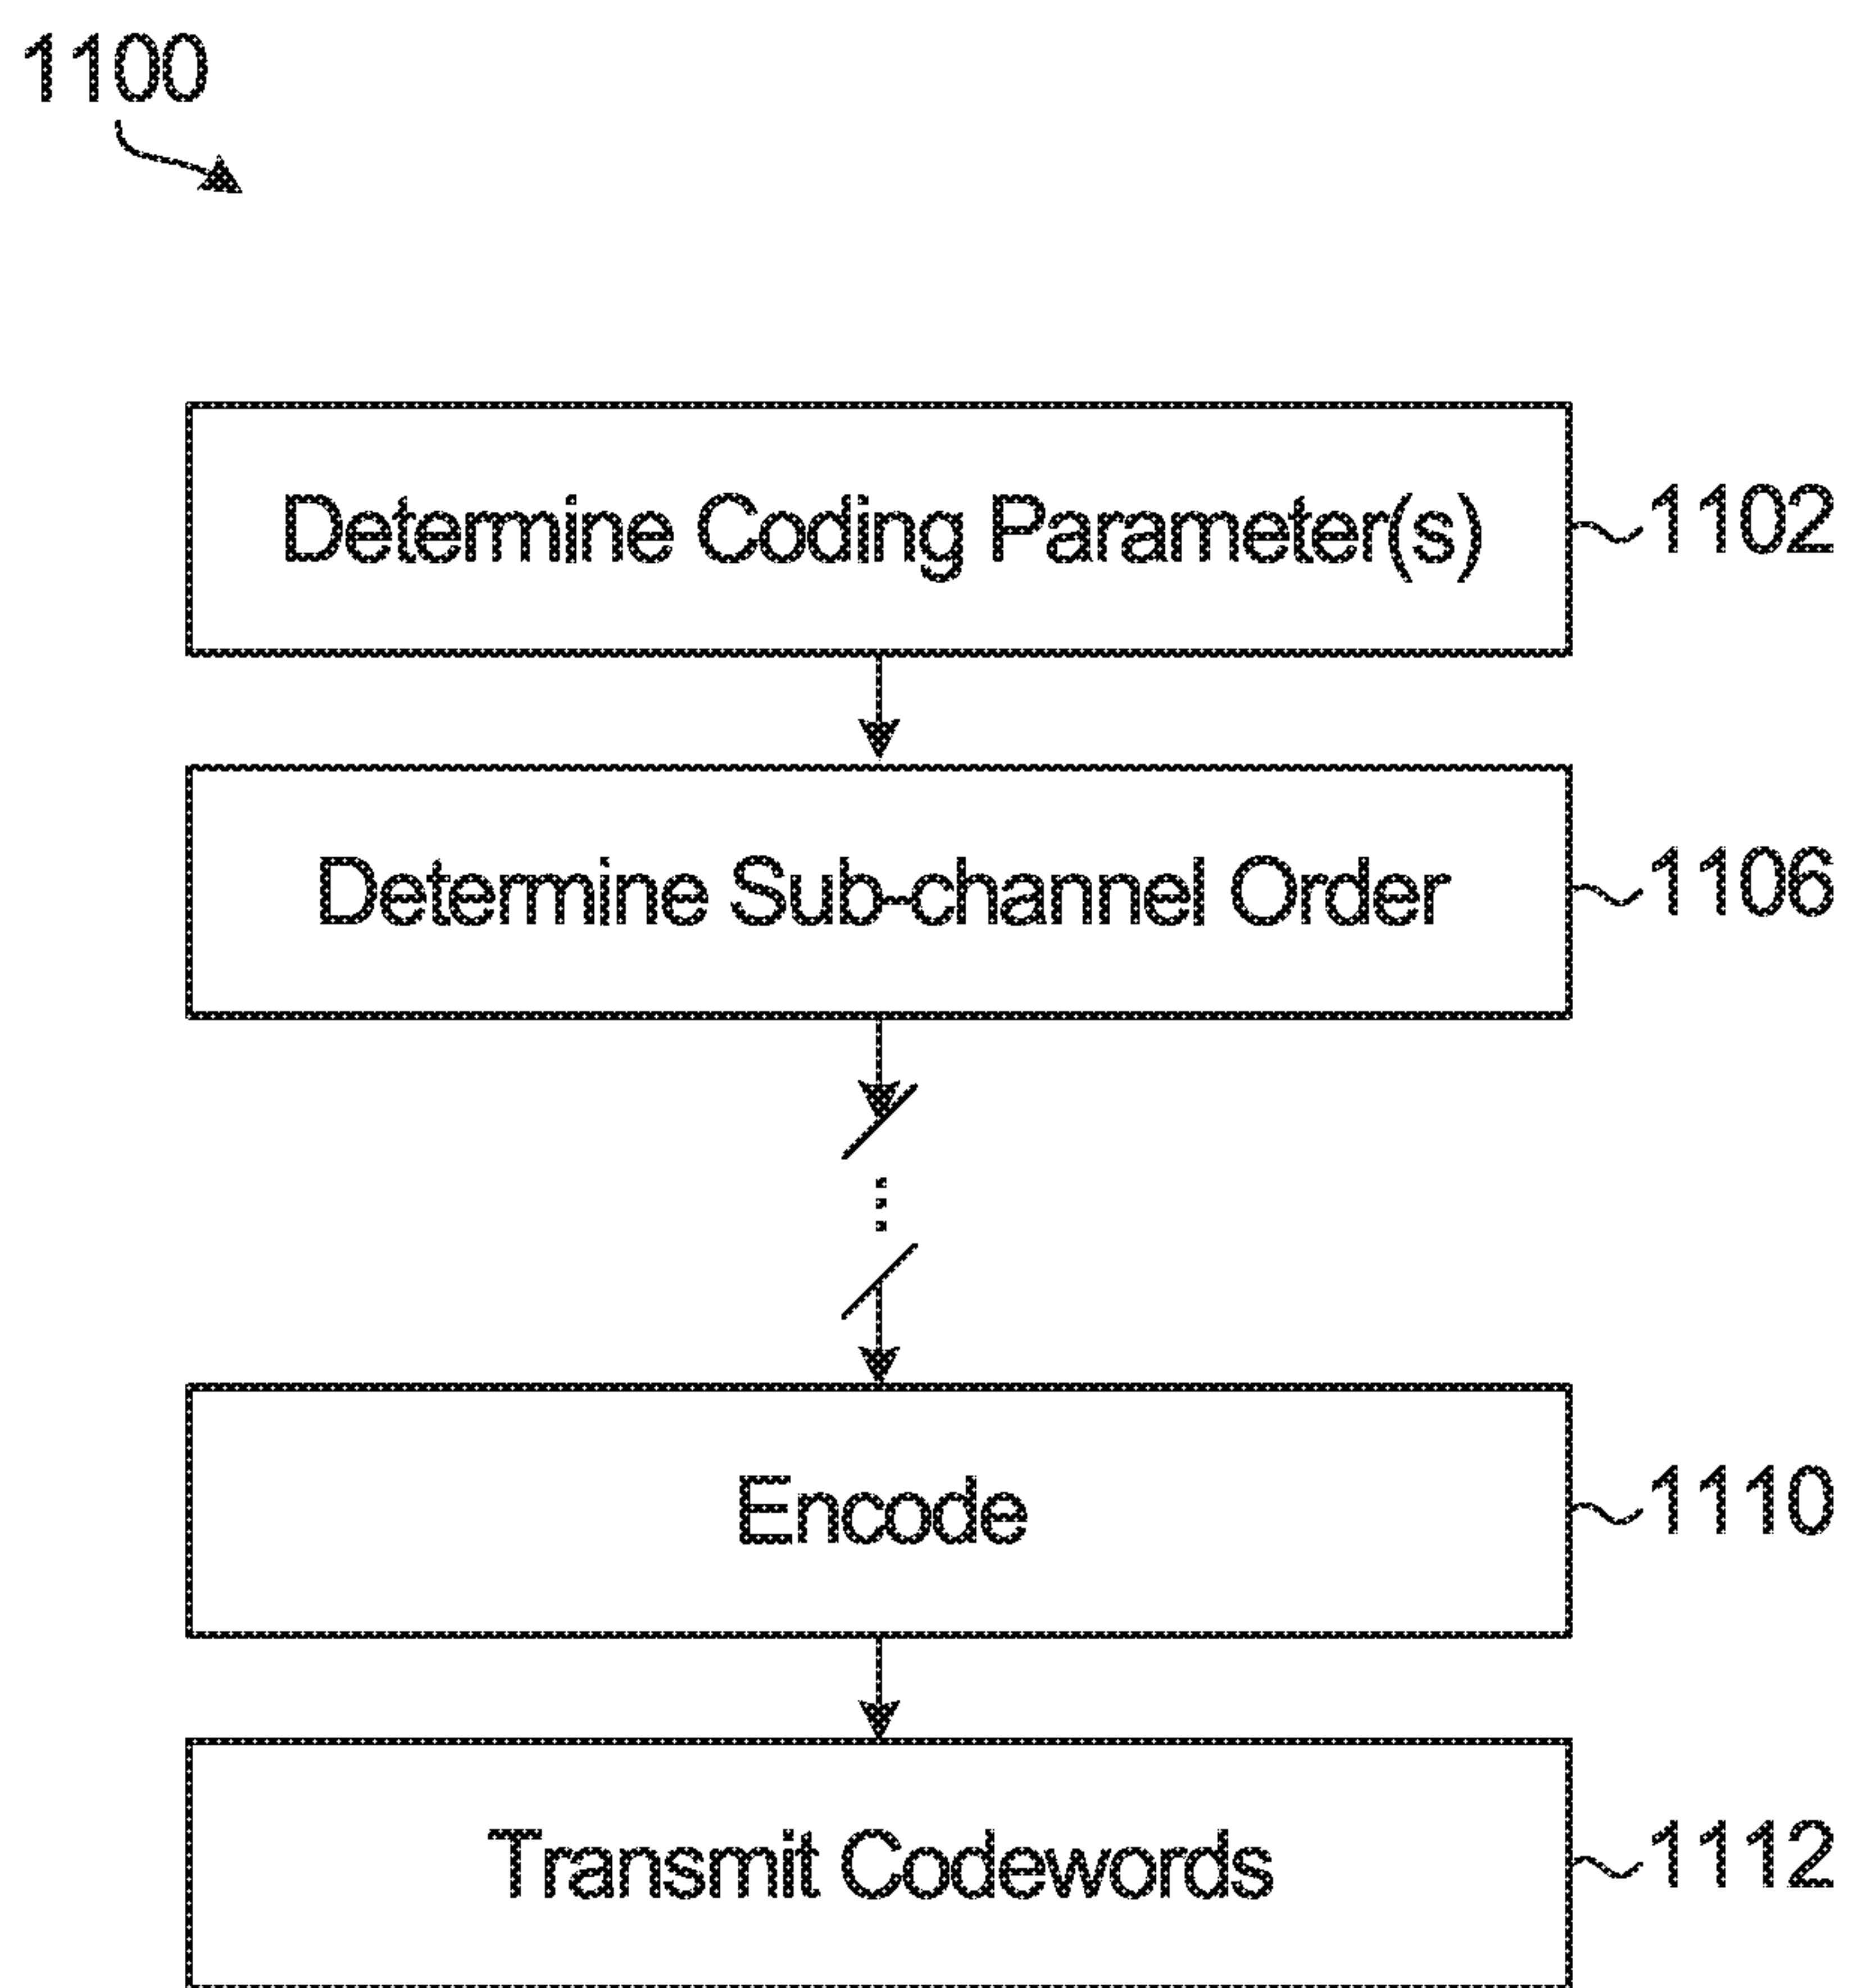 1100
Determine Coding Parameter(s) 1102
Determine Sub-channel Order 1106
Encode 1110
Transmit Codewords 1112